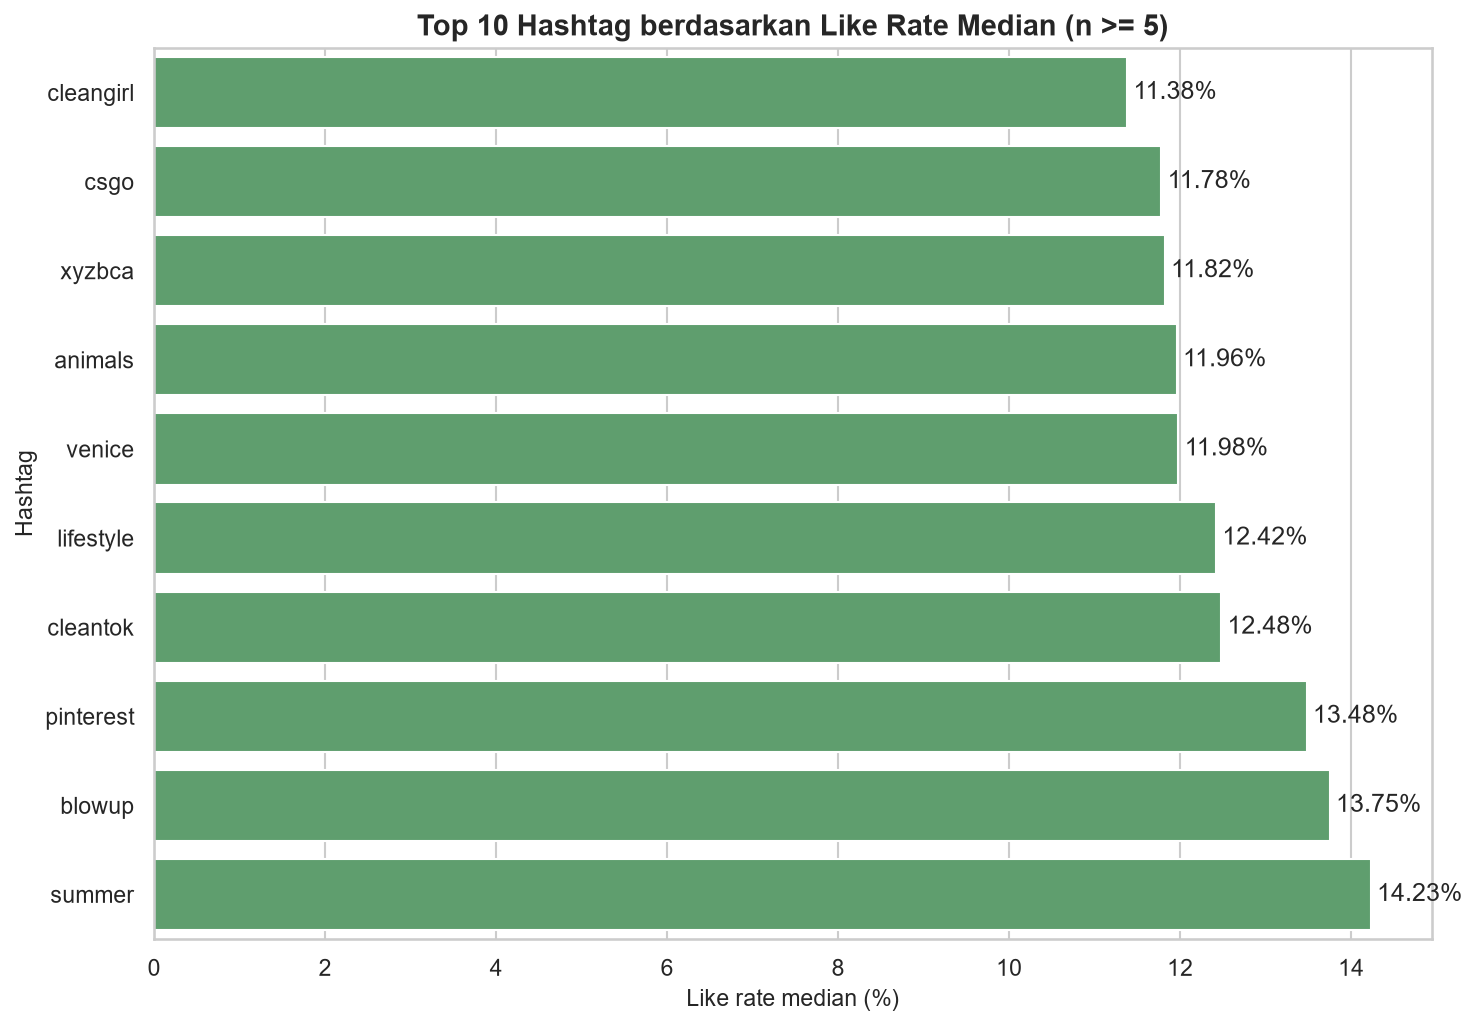 Top 10 Hashtag berdasarkan Like Rate Median (n >= 5)
Hashtag
cleangirl 11.38%
csgo 11.78%
xyzbca 11.82%
animals 11.96%
venice 11.98%
lifestyle 12.42%
cleantok 12.48%
pinterest 13.48%
blowup 13.75%
summer 14.23%
0 2 4 6 8 10 12 14
Like rate median (%)